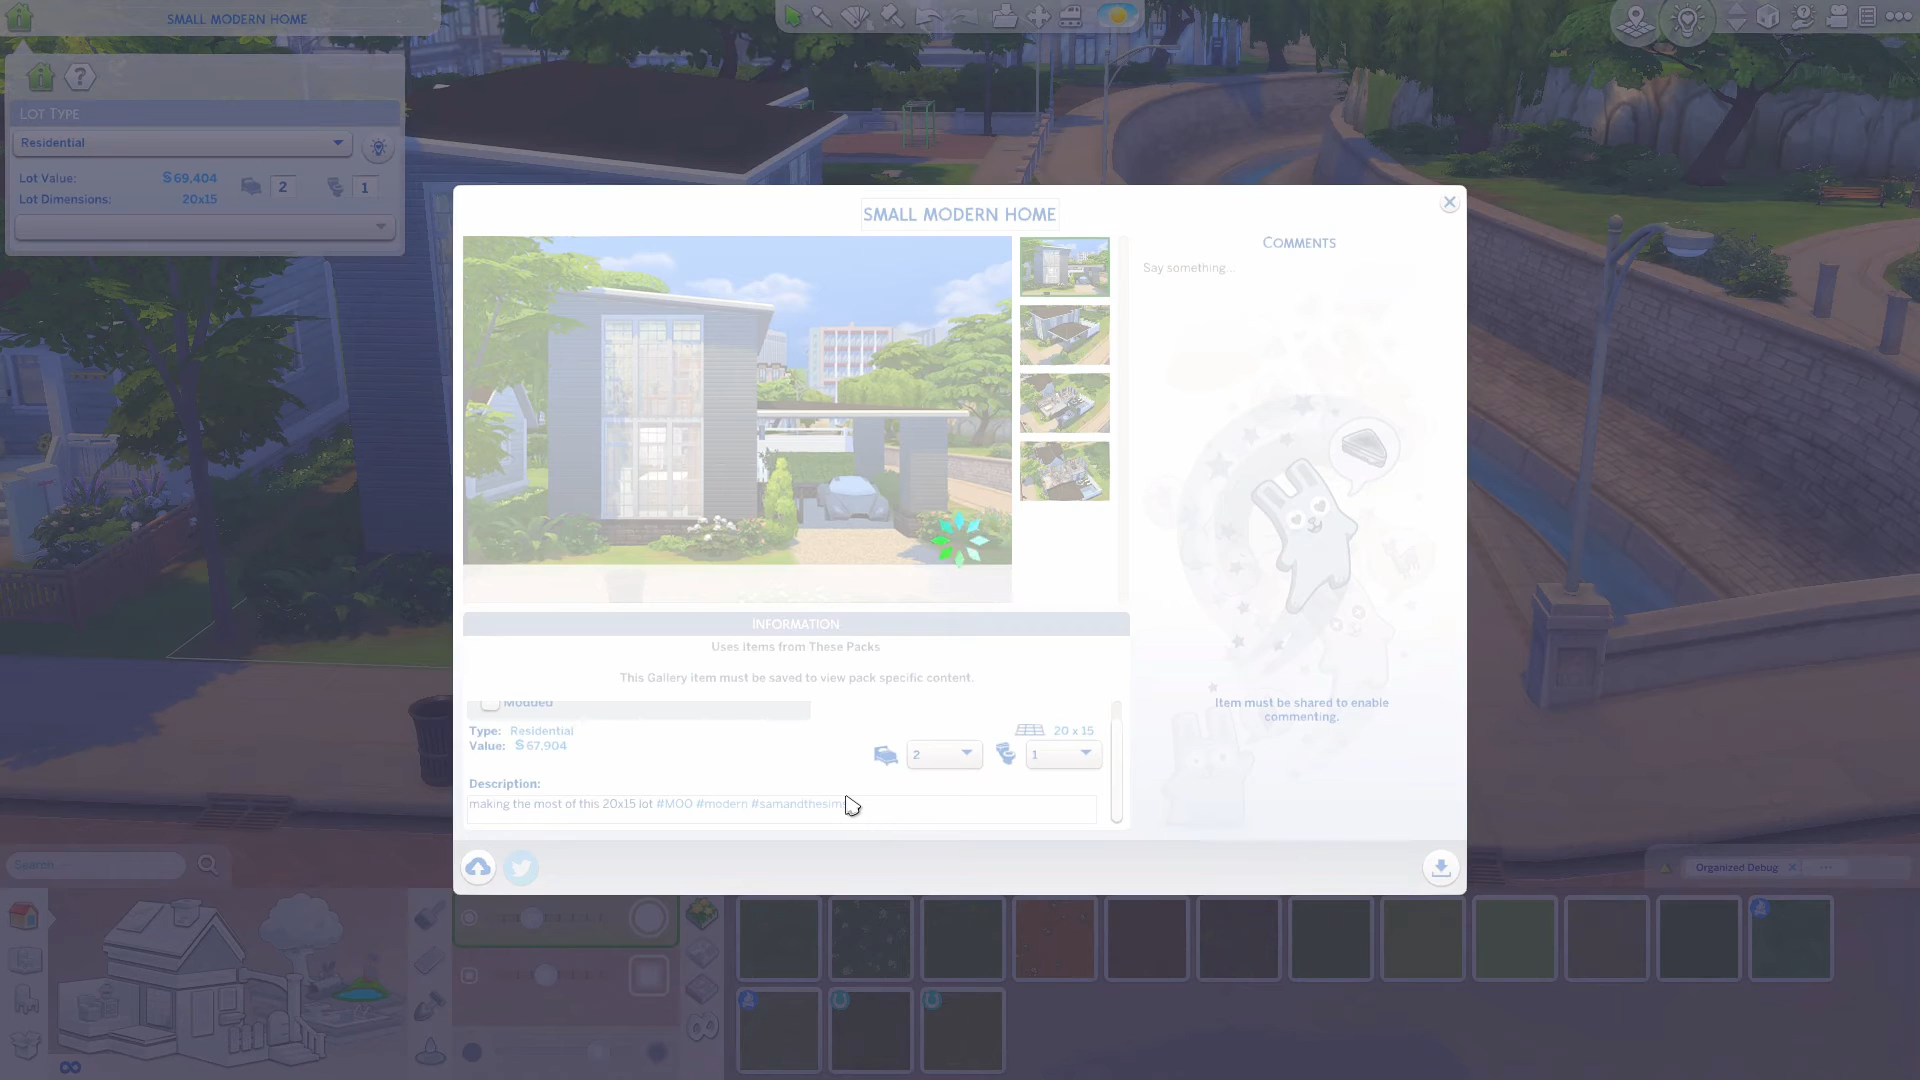 SMALL MODERN HOME
LOT TYPE
Residential
Lot Value: $69,404 2 1
Lot Dimensions: 20x15
SMALL MODERN HOME
COMMENTS
Say something...
INFORMATION
Uses Items from These Packs
This Gallery item must be saved to view pack specific content.
Modded
Type: Residential 20 x 15
Value: $67,904 2 1
Description:
making the most of this 20x15 lot #MOO #modern #samandthesims
Item must be shared to enable
commenting.
Search
Organized Debug